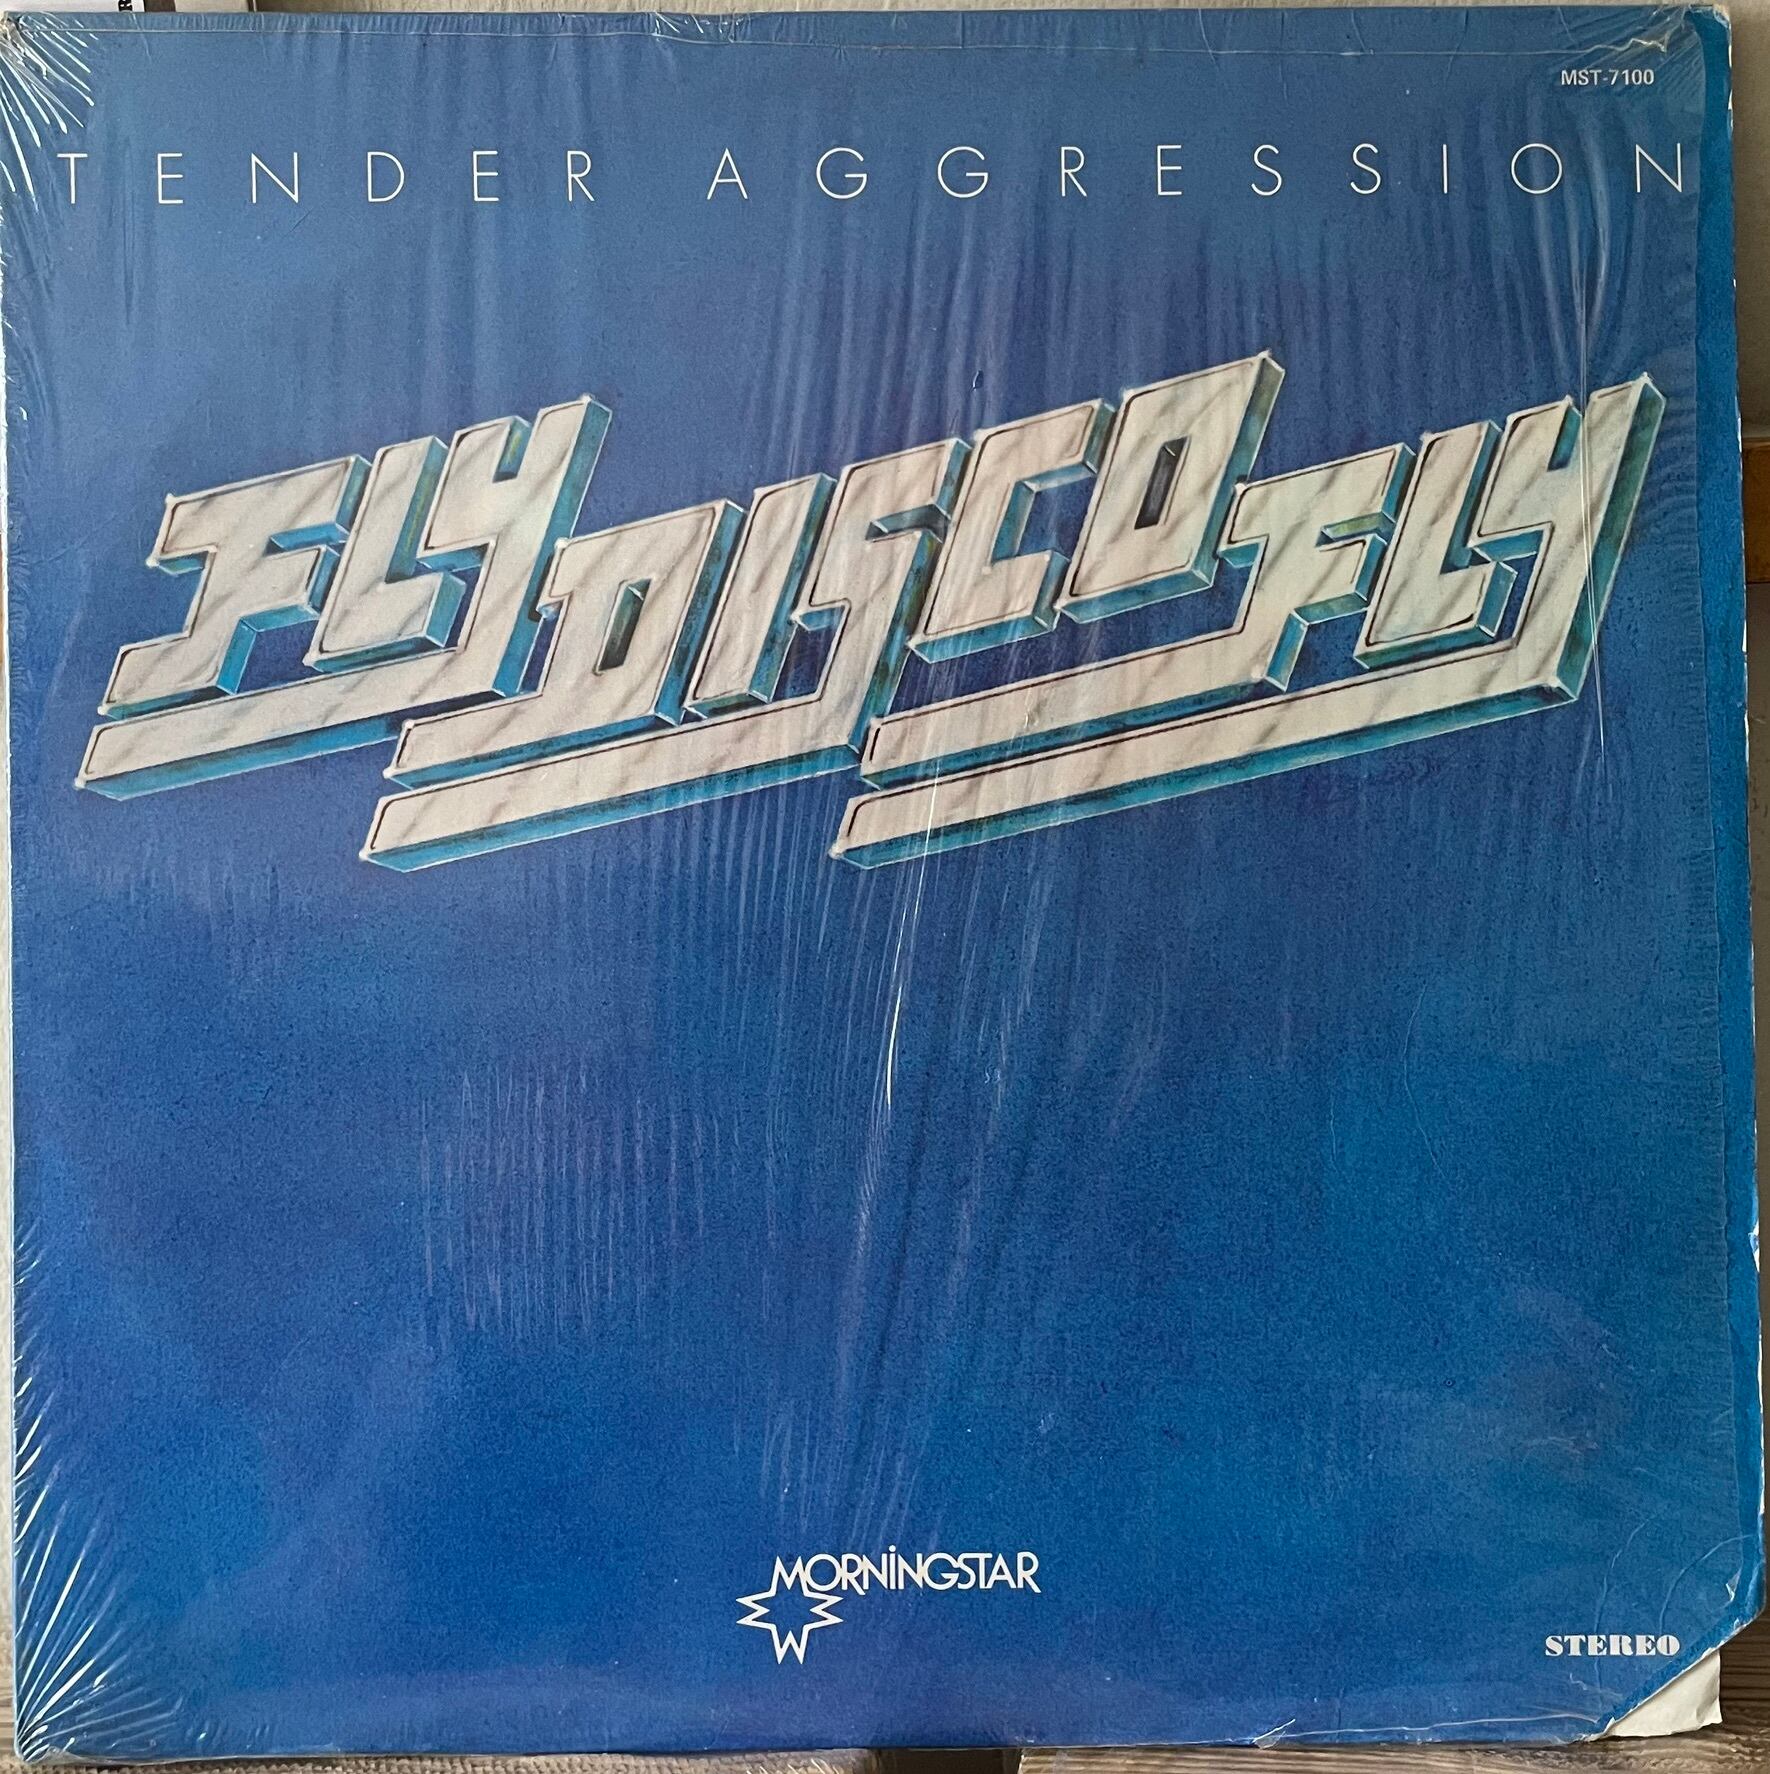 MST-7100
TENDER AGGRESSION
FLY DISCO FLY
MORNiNGSTAR
STEREO